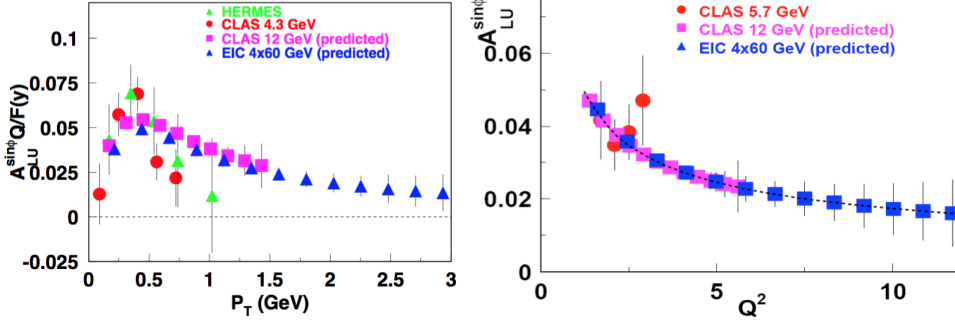 HERMES
CLAS 4.3 GeV
CLAS 12 GeV (predicted)
EIC 4x60 GeV (predicted)
A_LU^sinϕ Q/F(y)
0.1
0.075
0.05
0.025
0
-0.025
0 0.5 1 1.5 2 2.5 3
P_T (GeV)
CLAS 5.7 GeV
CLAS 12 GeV (predicted)
EIC 4x60 GeV (predicted)
A_LU^sinϕ
0.06
0.04
0.02
0
0 5 10
Q²